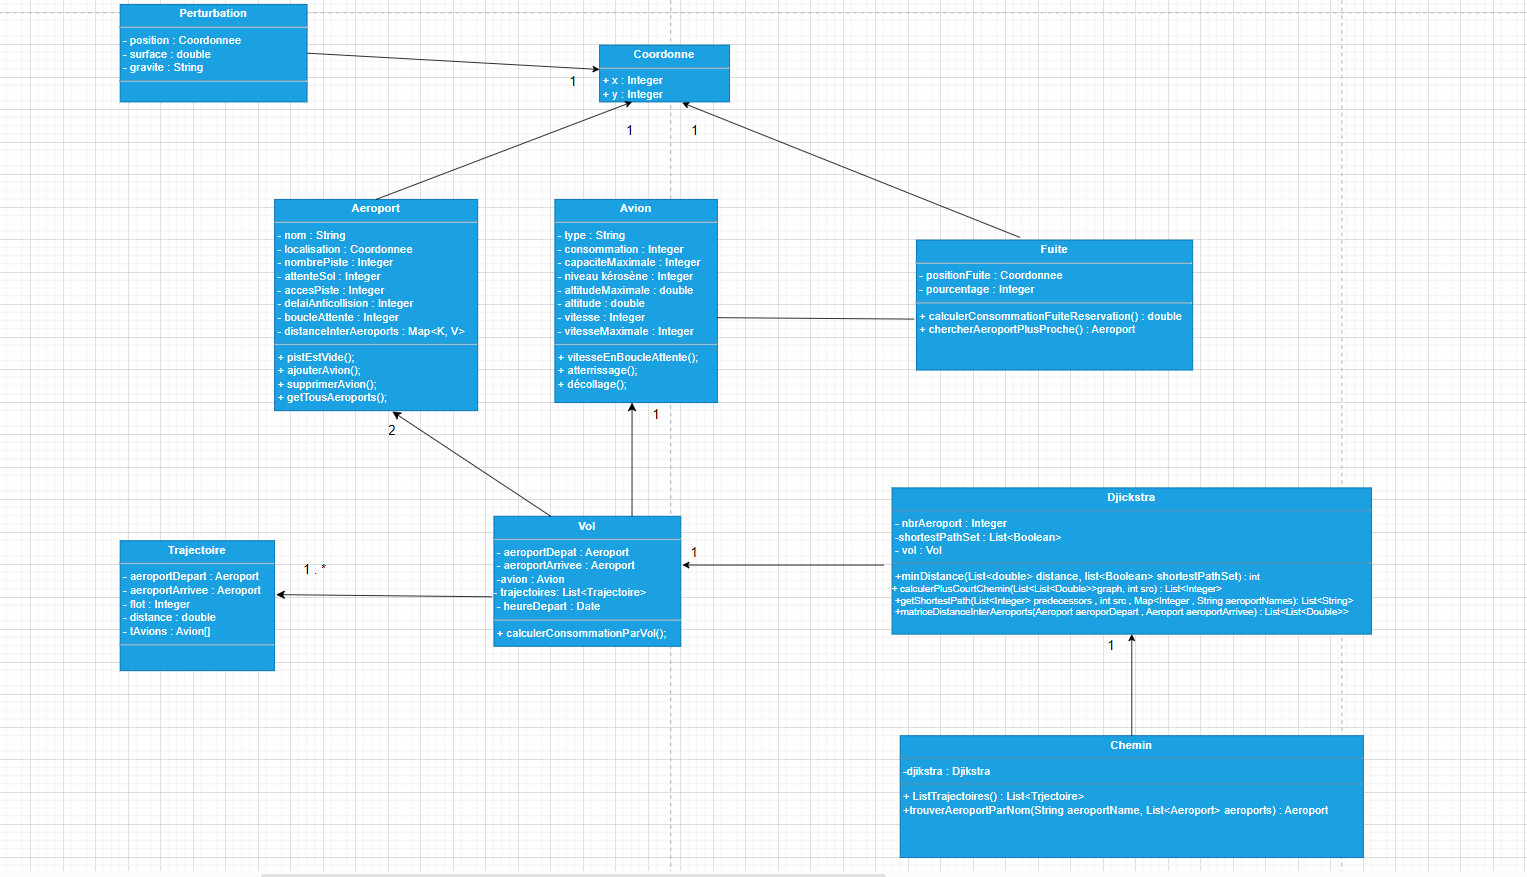 Perturbation
- position : Coordonnee
- surface : double
- gravite : String
Coordonne
+ x : Integer
+ y : Integer
1
1
1
Aeroport
- nom : String
- localisation : Coordonnee
- nombrePiste : Integer
- attenteSol : Integer
- accesPiste : Integer
- delaiAnticollision : Integer
- boucleAttente : Integer
- distanceInterAeroports : Map<K, V>
+ pistEstVide();
+ ajouterAvion();
+ supprimerAvion();
+ getTousAeroports();
Avion
- type : String
- consommation : Integer
- capaciteMaximale : Integer
- niveau kérosène : Integer
- altitudeMaximale : double
- altitude : double
- vitesse : Integer
- vitesseMaximale : Integer
+ vitesseEnBoucleAttente();
+ atterrissage();
+ décollage();
Fuite
- positionFuite : Coordonnee
- pourcentage : Integer
+ calculerConsommationFuiteReservation() : double
+ chercherAeroportPlusProche() : Aeroport
2
1
Trajectoire
- aeroportDepart : Aeroport
- aeroportArrivee : Aeroport
- flot : Integer
- distance : double
- tAvions : Avion[]
1 . *
Vol
- aeroportDepat : Aeroport
- aeroportArrivee : Aeroport
-avion : Avion
- trajectoires: List<Trajectoire>
- heureDepart : Date
+ calculerConsommationParVol();
1
Djickstra
- nbrAeroport : Integer
-shortestPathSet : List<Boolean>
- vol : Vol
+minDistance(List<double> distance, list<Boolean> shortestPathSet) : int
+ calculerPlusCourtChemin(List<List<Double>>graph, int src) : List<Integer>
+getShortestPath(List<Integer> predecessors , int src , Map<Integer , String aeroportNames): List<String>
+matriceDistanceInterAeroports(Aeroport aeroporDepart , Aeroport aeroportArrivee) : List<List<Double>>
1
Chemin
-djikstra : Djikstra
+ ListTrajectoires() : List<Trjectoire>
+trouverAeroportParNom(String aeroportName, List<Aeroport> aeroports) : Aeroport